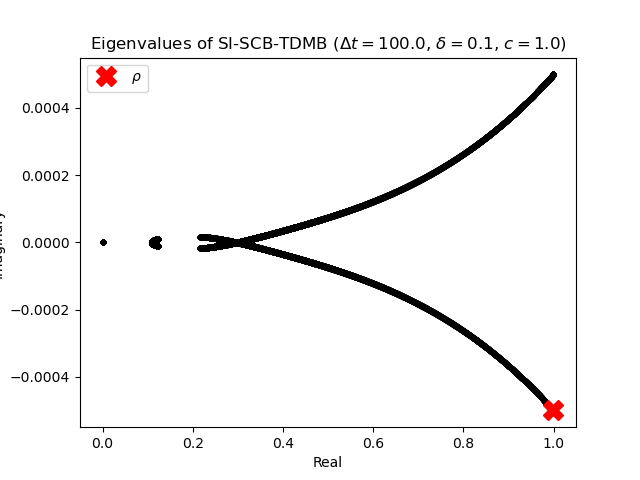 Eigenvalues of SI-SCB-TDMB (Δt = 100.0, δ = 0.1, c = 1.0)
ρ
0.0004
0.0002
0.0000
−0.0002
−0.0004
0.0 0.2 0.4 0.6 0.8 1.0
Real